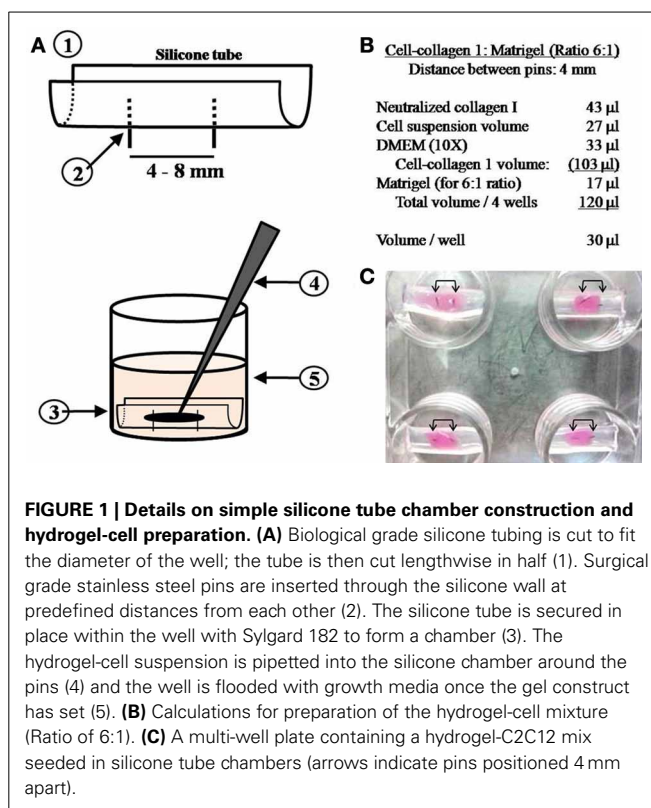 A
1
Silicone tube
2
4 - 8 mm
4
5
3
B
Cell-collagen 1: Matrigel (Ratio 6:1)
Distance between pins: 4 mm
Neutralized collagen I 43 µl
Cell suspension volume 27 µl
DMEM (10X) 33 µl
Cell-collagen 1 volume: (103 µl)
Matrigel (for 6:1 ratio) 17 µl
Total volume / 4 wells 120 µl
Volume / well 30 µl
C
FIGURE 1 | Details on simple silicone tube chamber construction and
hydrogel-cell preparation. (A) Biological grade silicone tubing is cut to fit
the diameter of the well; the tube is then cut lengthwise in half (1). Surgical
grade stainless steel pins are inserted through the silicone wall at
predefined distances from each other (2). The silicone tube is secured in
place within the well with Sylgard 182 to form a chamber (3). The
hydrogel-cell suspension is pipetted into the silicone chamber around the
pins (4) and the well is flooded with growth media once the gel construct
has set (5). (B) Calculations for preparation of the hydrogel-cell mixture
(Ratio of 6:1). (C) A multi-well plate containing a hydrogel-C2C12 mix
seeded in silicone tube chambers (arrows indicate pins positioned 4 mm
apart).